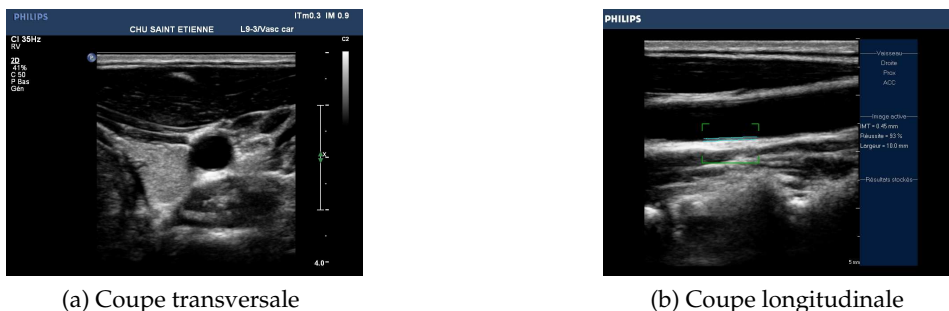 PHILIPS
ITm0.3 IM 0.9
CHU SAINT ETIENNE L9-3/Vasc car
CI 35Hz
RV
2D
41%
C 50
P Bas
Gén
C2
X
4.0
(a) Coupe transversale
PHILIPS
Vaisseau
Droite
Prox
ACC
Image active
IMT = 0.45 mm
Réussite = 93 %
Largeur = 10.0 mm
Résultats stockés
(b) Coupe longitudinale